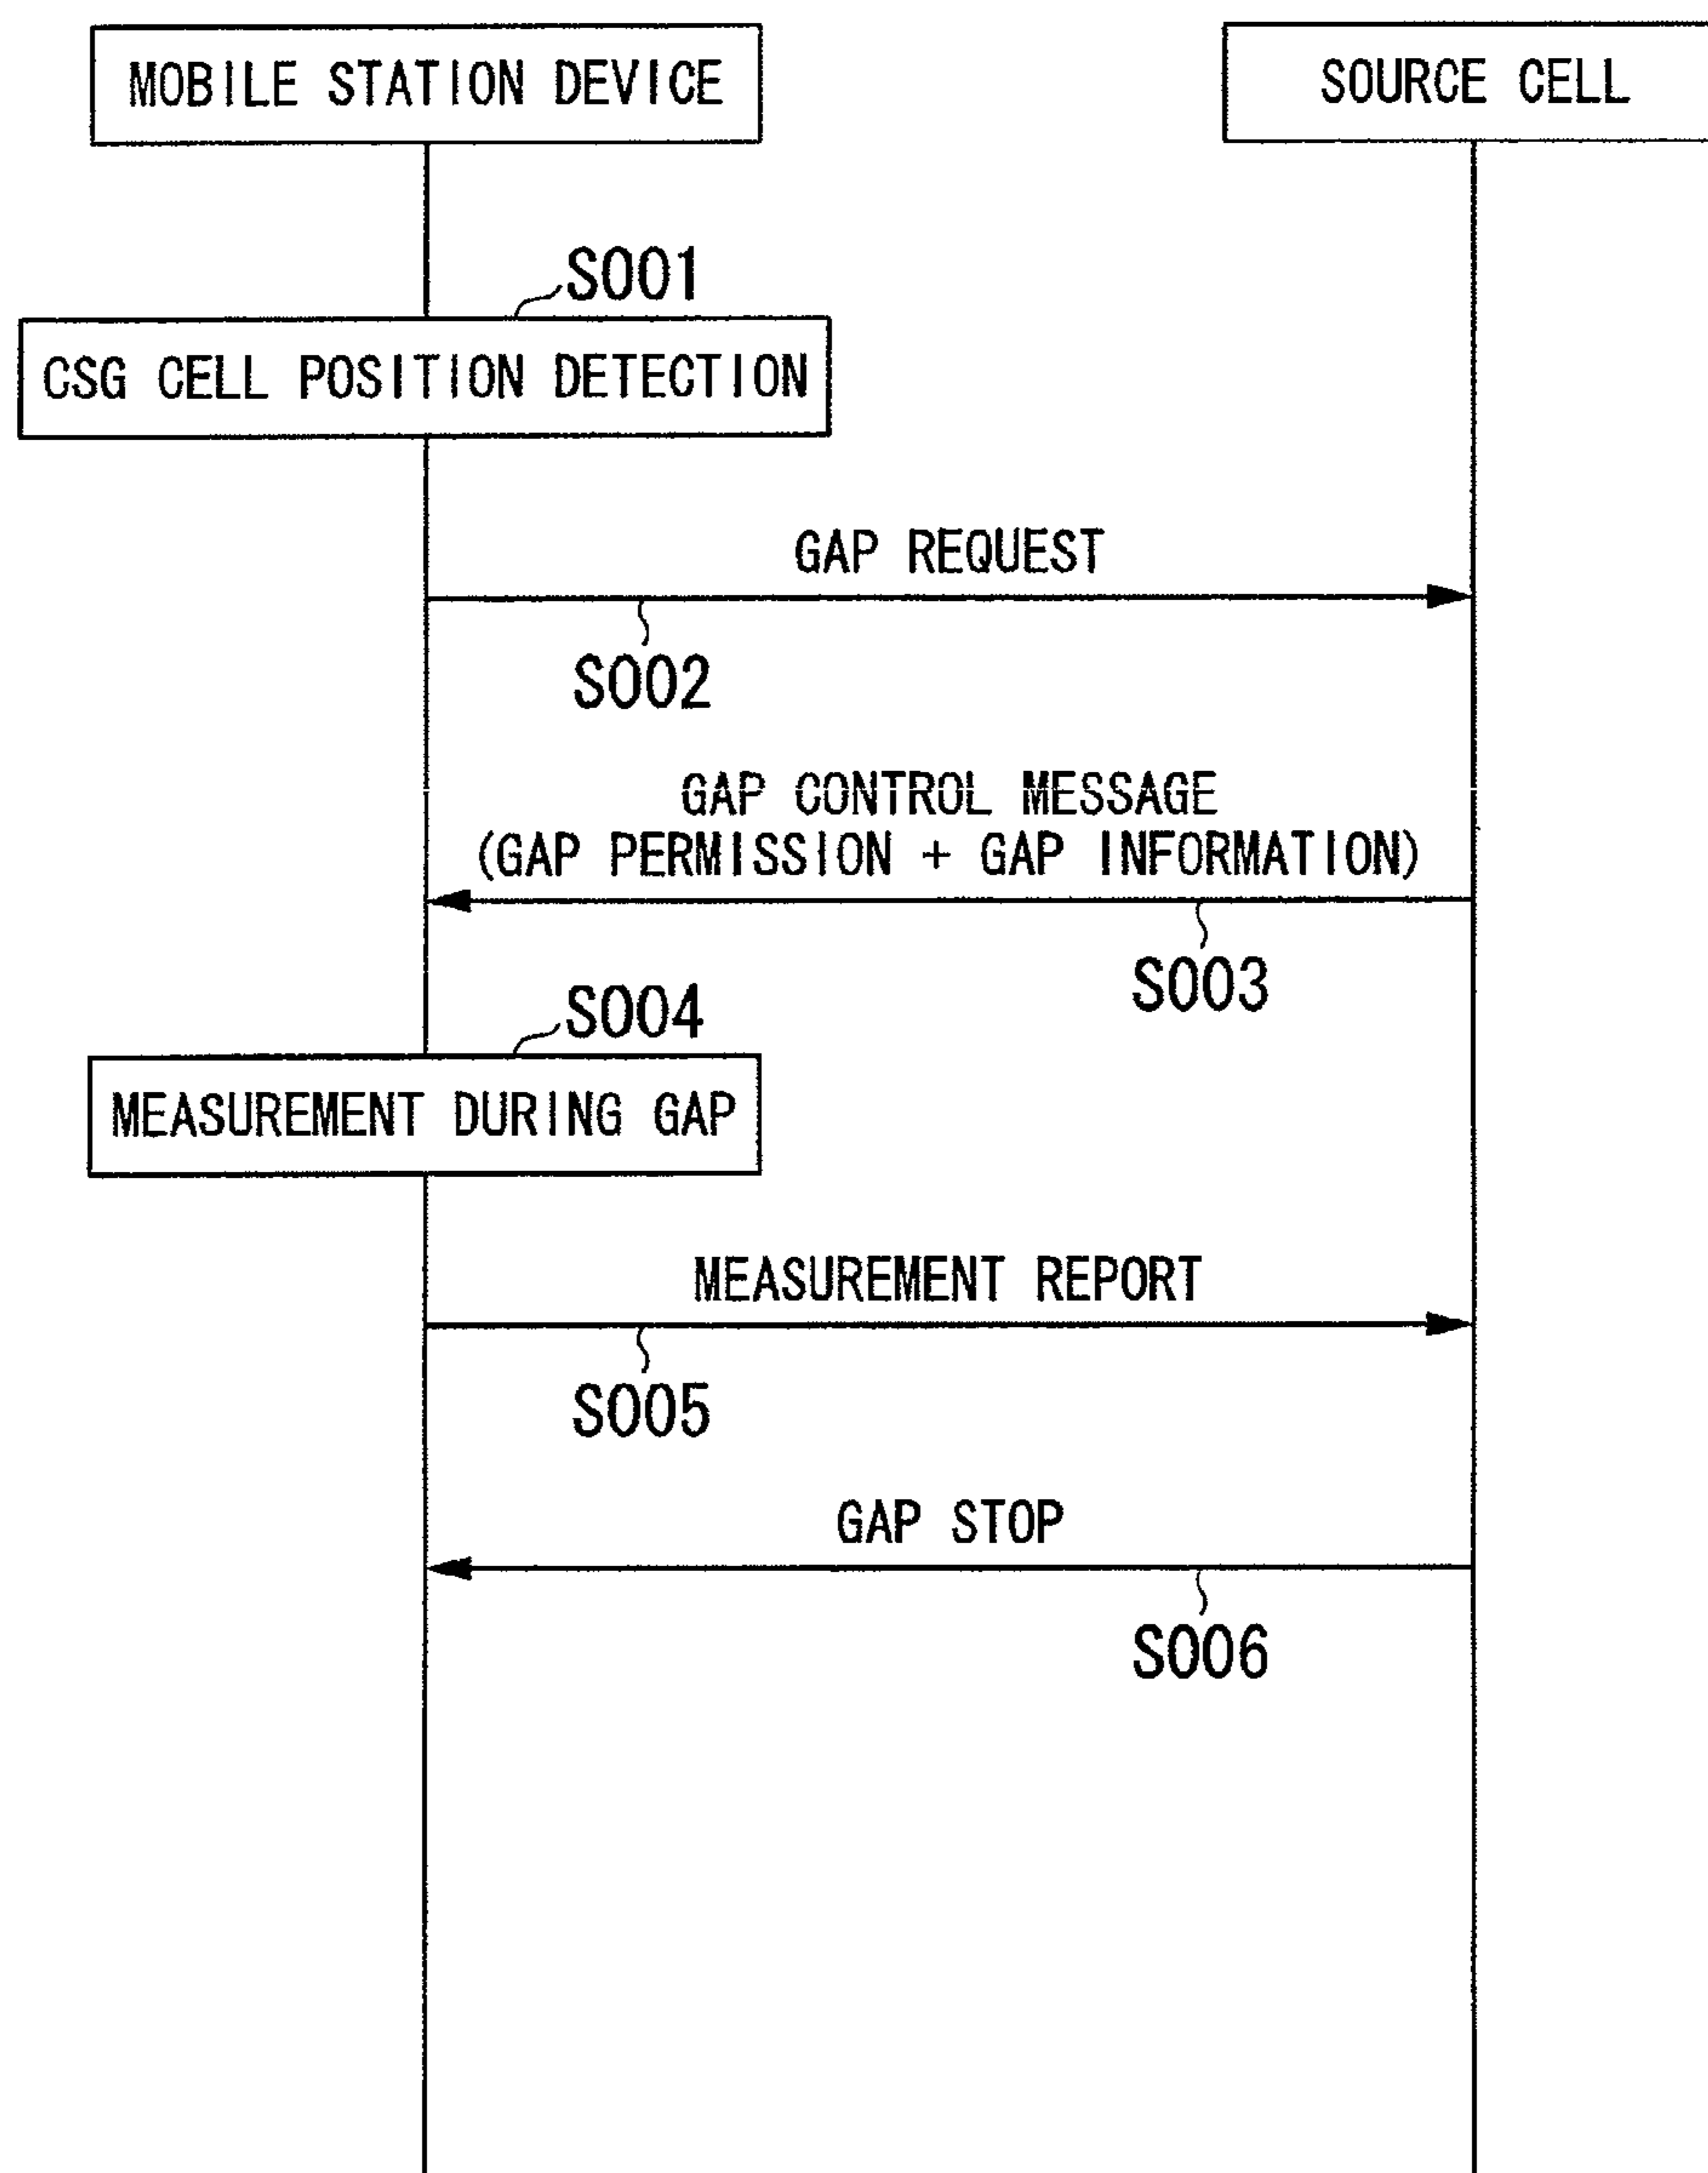 MOBILE STATION DEVICE
SOURCE CELL
S001
CSG CELL POSITION DETECTION
GAP REQUEST
S002
GAP CONTROL MESSAGE
(GAP PERMISSION + GAP INFORMATION)
S003
S004
MEASUREMENT DURING GAP
MEASUREMENT REPORT
S005
GAP STOP
S006